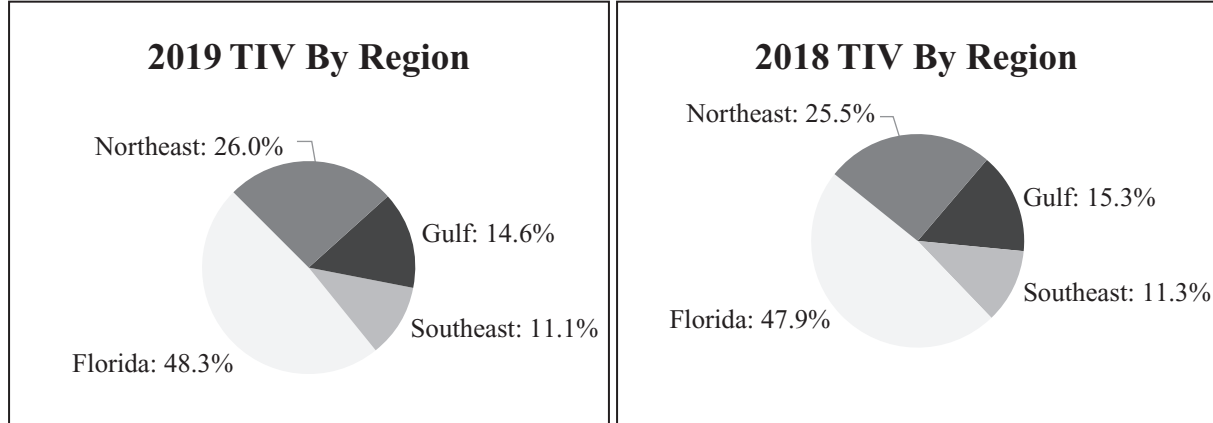 2019 TIV By Region
Northeast: 26.0%
Gulf: 14.6%
Southeast: 11.1%
Florida: 48.3%
2018 TIV By Region
Northeast: 25.5%
Gulf: 15.3%
Southeast: 11.3%
Florida: 47.9%